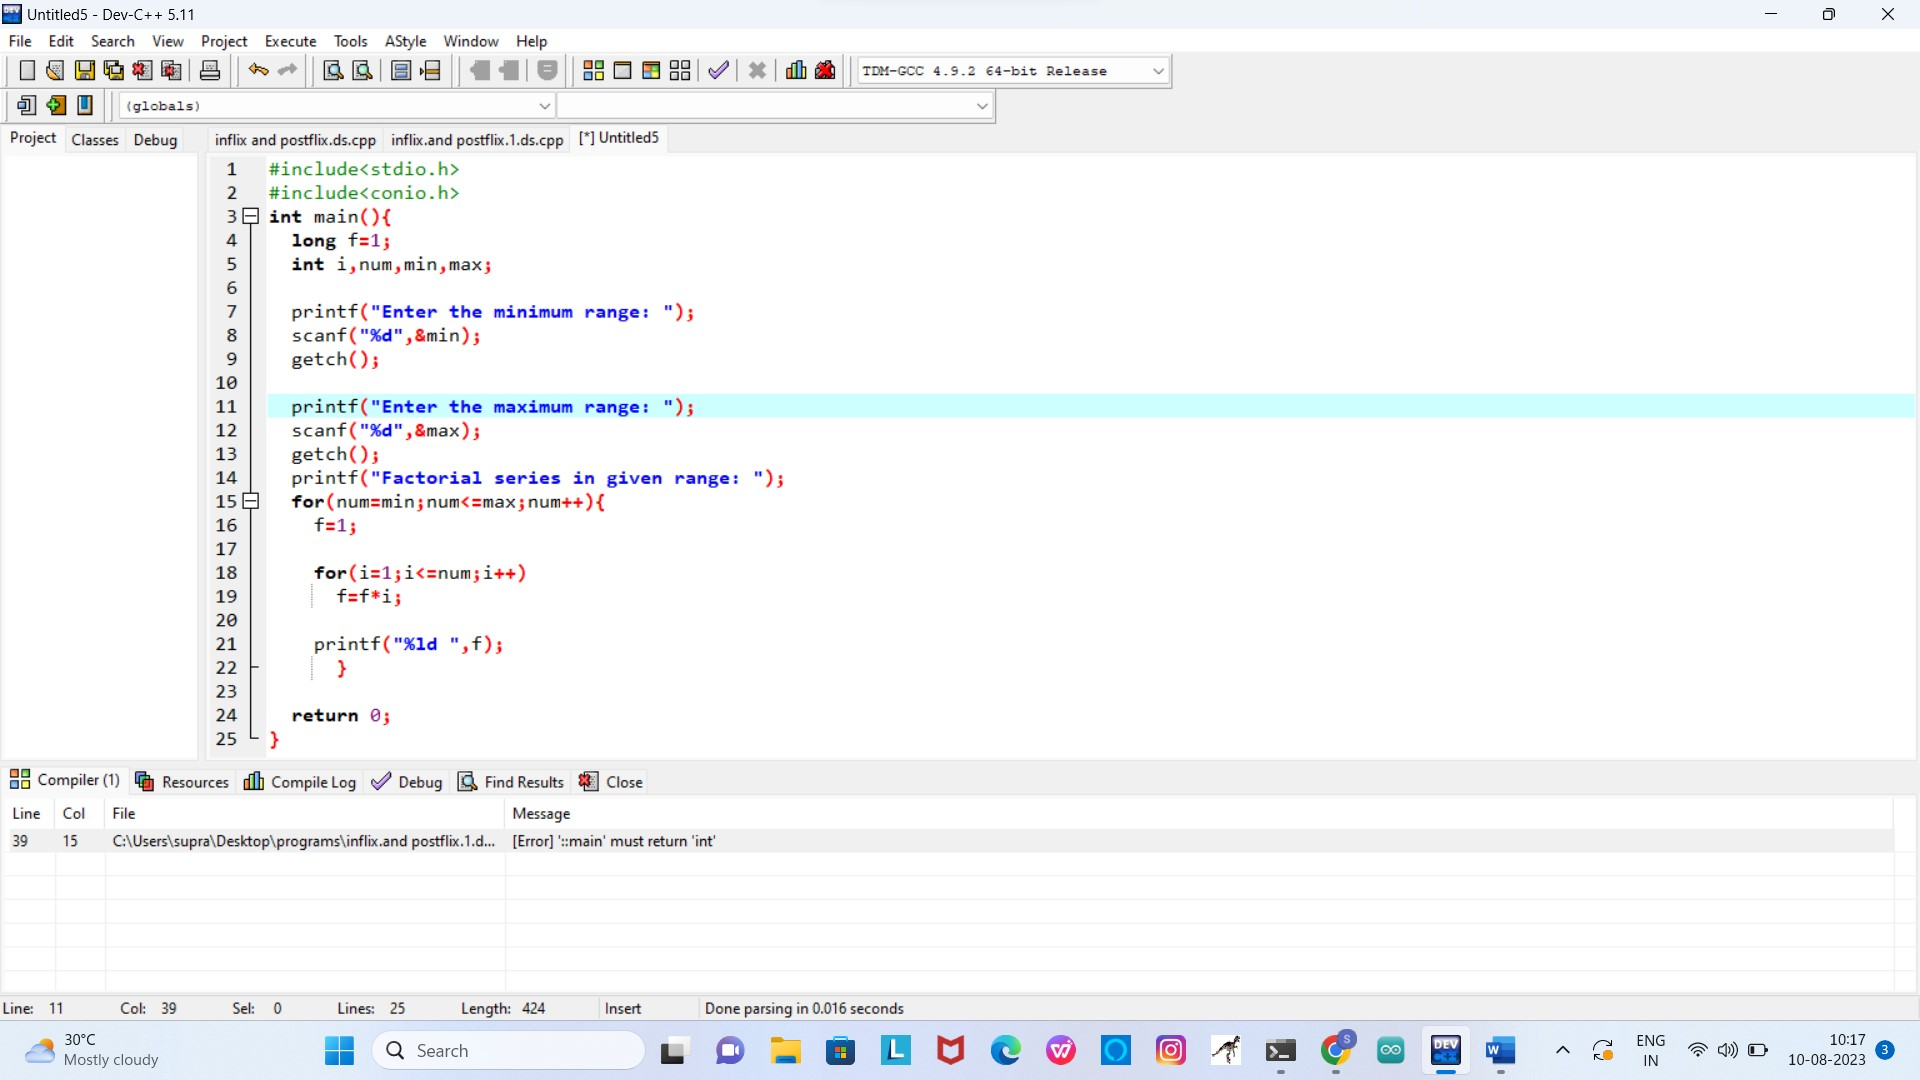 Untitled5 - Dev-C++ 5.11
File Edit Search View Project Execute Tools AStyle Window Help
TDM-GCC 4.9.2 64-bit Release
(globals)
Project Classes Debug inflix and postflix.ds.cpp inflix.and postflix.1.ds.cpp [*] Untitled5
1 #include<stdio.h>
2 #include<conio.h>
3 int main(){
4 long f=1;
5 int i,num,min,max;
6
7 printf("Enter the minimum range: ");
8 scanf("%d",&min);
9 getch();
10
11 printf("Enter the maximum range: ");
12 scanf("%d",&max);
13 getch();
14 printf("Factorial series in given range: ");
15 for(num=min;num<=max;num++){
16 f=1;
17
18 for(i=1;i<=num;i++)
19 f=f*i;
20
21 printf("%ld ",f);
22 }
23
24 return 0;
25 }
Compiler (1) Resources Compile Log Debug Find Results Close
Line Col File Message
39 15 C:\Users\supra\Desktop\programs\inflix.and postflix.1.d... [Error] '::main' must return 'int'
Line: 11 Col: 39 Sel: 0 Lines: 25 Length: 424 Insert Done parsing in 0.016 seconds
30°C
Mostly cloudy
Search
L
S
DEV
C++
W
ENG
IN
10:17
10-08-2023
3